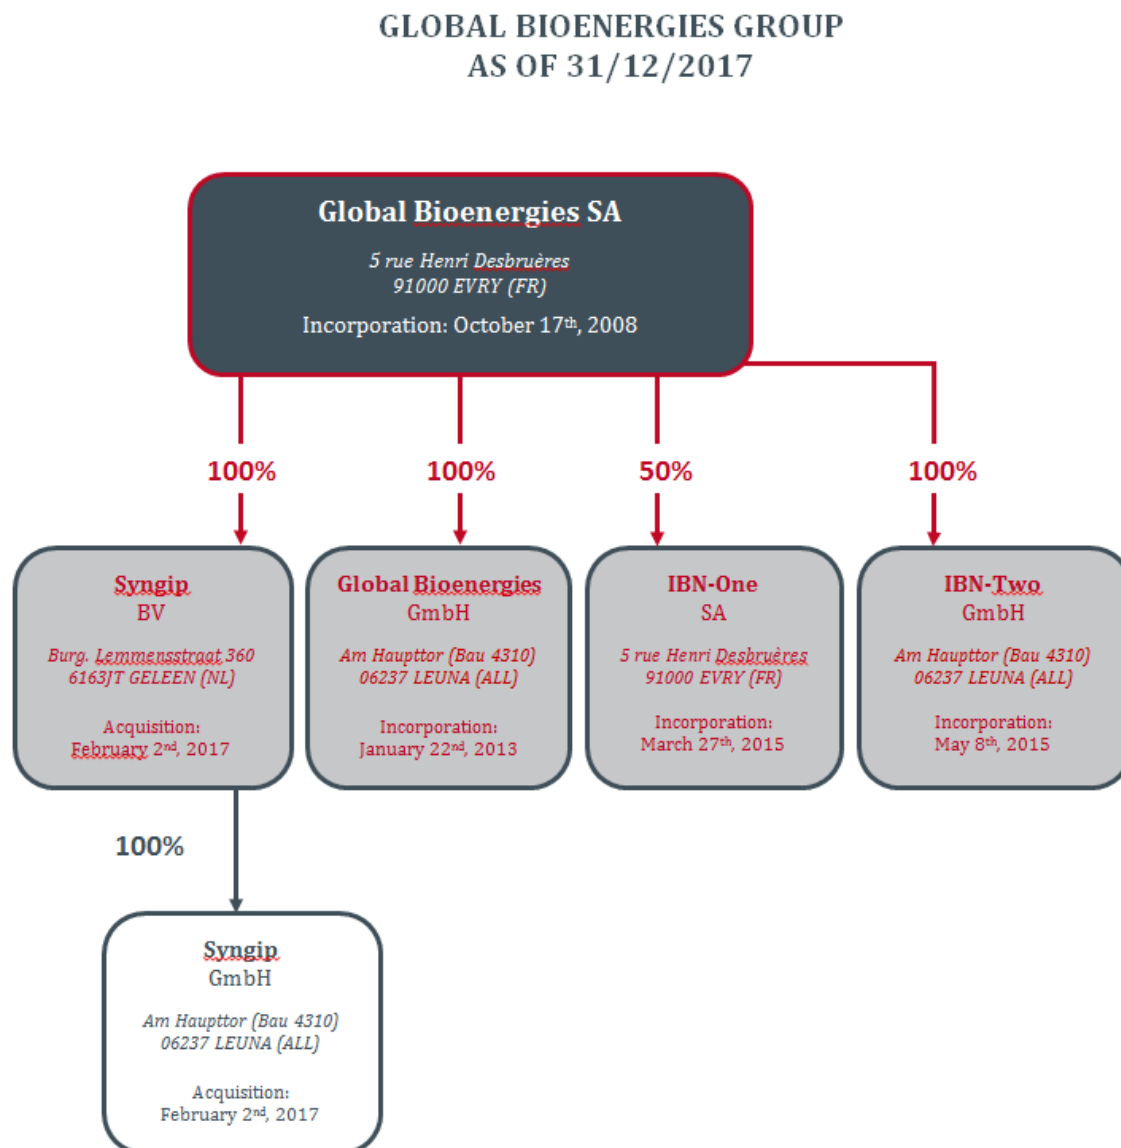 GLOBAL BIOENERGIES GROUP
AS OF 31/12/2017
Global Bioenergies SA
5 rue Henri Desbruères
91000 EVRY (FR)
Incorporation: October 17th, 2008
100%
100%
50%
100%
Syngip
BV
Burg. Lemmensstraat 360
6163JT GELEEN (NL)
Acquisition:
February 2nd, 2017
Global Bioenergies
GmbH
Am Haupttor (Bau 4310)
06237 LEUNA (ALL)
Incorporation:
January 22nd, 2013
IBN-One
SA
5 rue Henri Desbruères
91000 EVRY (FR)
Incorporation:
March 27th, 2015
IBN-Two
GmbH
Am Haupttor (Bau 4310)
06237 LEUNA (ALL)
Incorporation:
May 8th, 2015
100%
Syngip
GmbH
Am Haupttor (Bau 4310)
06237 LEUNA (ALL)
Acquisition:
February 2nd, 2017